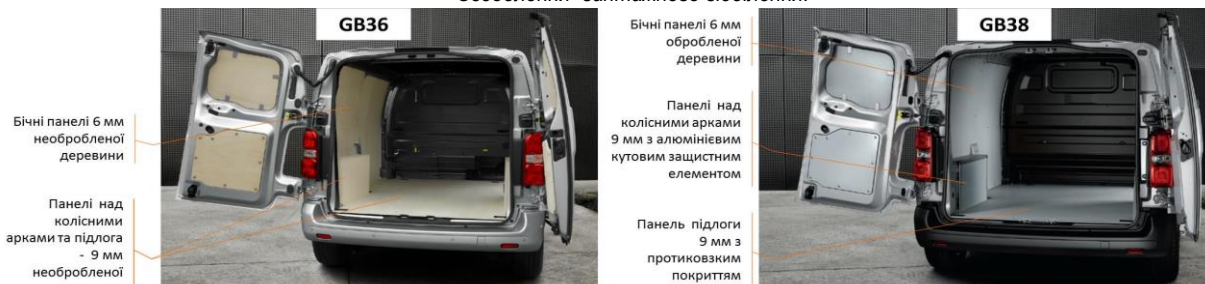 GB36
Бічні панелі 6 мм
необробленої
деревини
Панелі над
колісними
арками та підлога
- 9 мм
необробленої
GB38
Бічні панелі 6 мм
обробленої
деревини
Панелі над
колісними арками
9 мм з алюмінієвим
кутовим защистним
елементом
Панель підлоги
9 мм з
протиковзким
покриттям